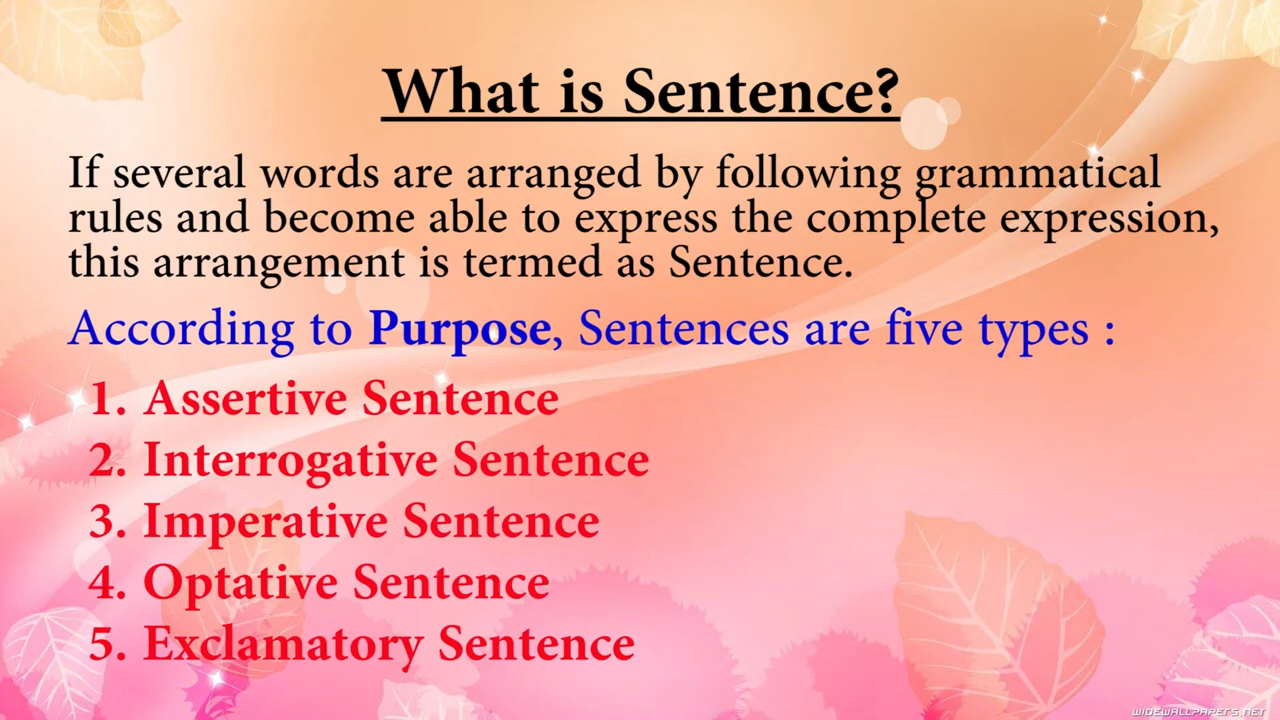 What is Sentence?
If several words are arranged by following grammatical
rules and become able to express the complete expression,
this arrangement is termed as Sentence.
According to Purpose, Sentences are five types :
1. Assertive Sentence
2. Interrogative Sentence
3. Imperative Sentence
4. Optative Sentence
5. Exclamatory Sentence
WIDEWALLPAPERS.NET